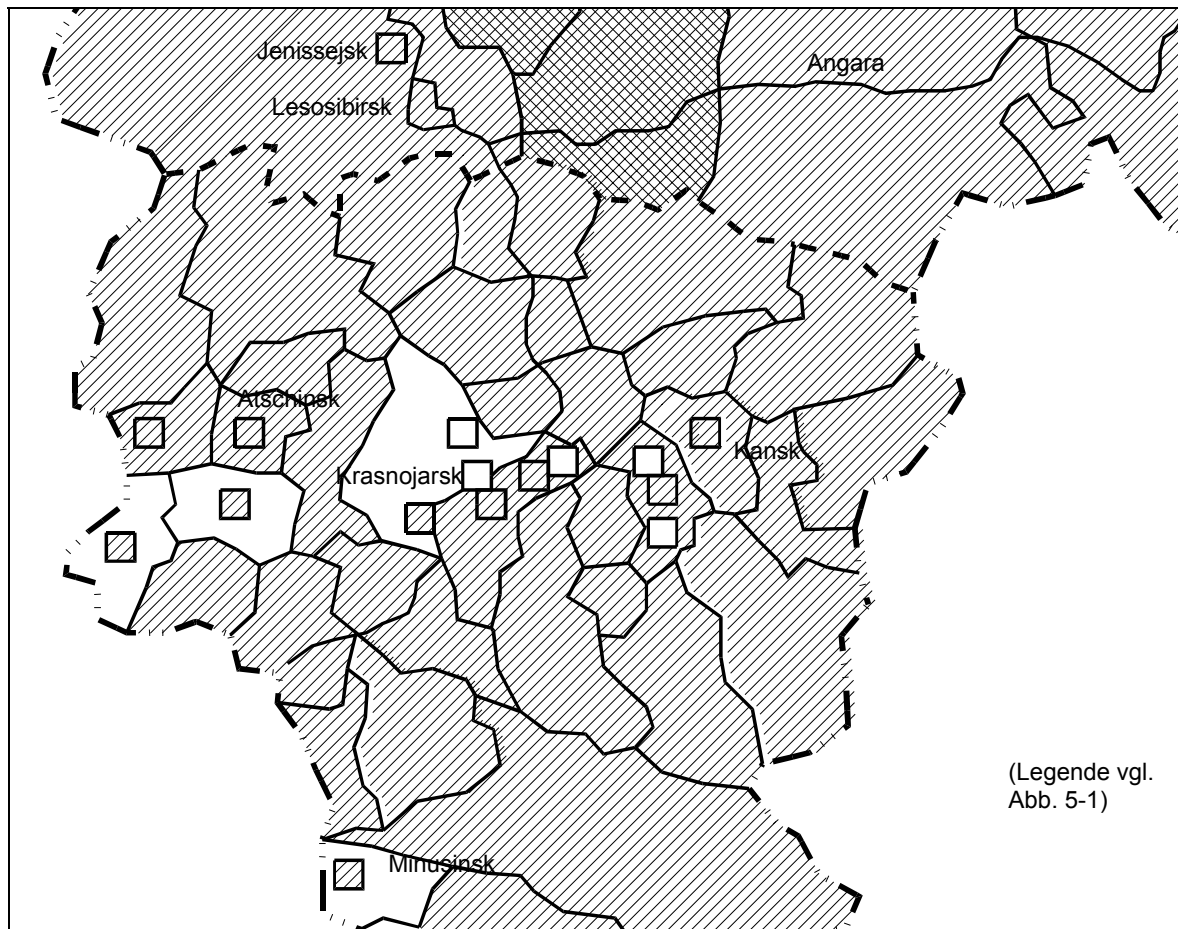 Jenissejsk
Angara
Lesosibirsk
Atschinsk
Kansk
Krasnojarsk
(Legende vgl.
Abb. 5-1)
Minusinsk